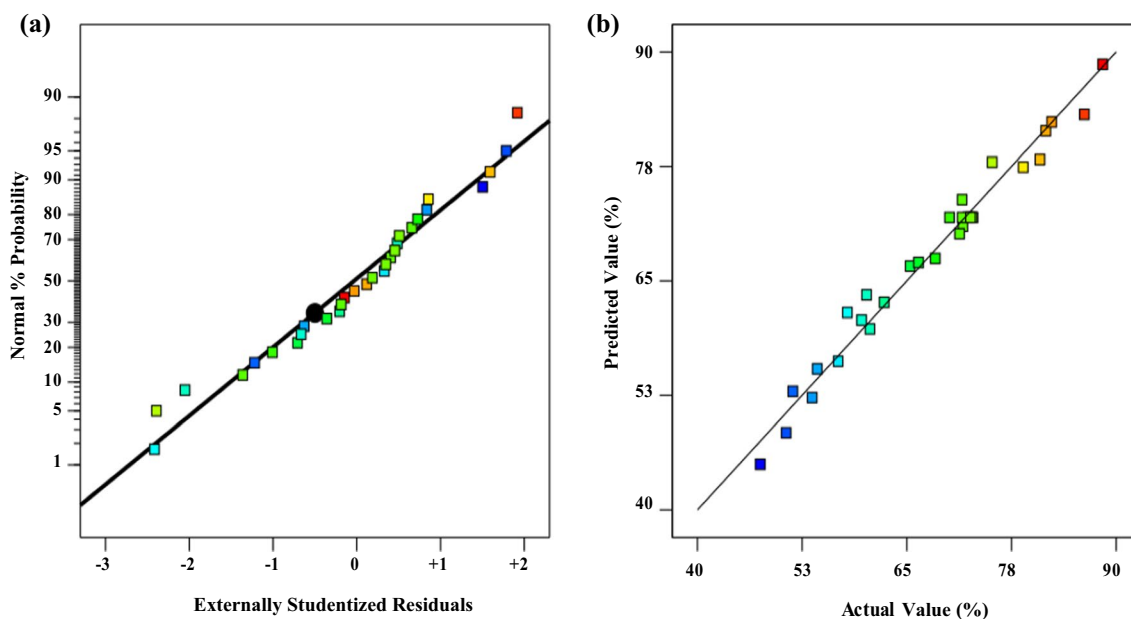 (a)
Normal % Probability
90
95
90
80
70
50
30
20
10
5
1
-3 -2 -1 0 +1 +2
Externally Studentized Residuals
(b)
Predicted Value (%)
90
78
65
53
40
40 53 65 78 90
Actual Value (%)